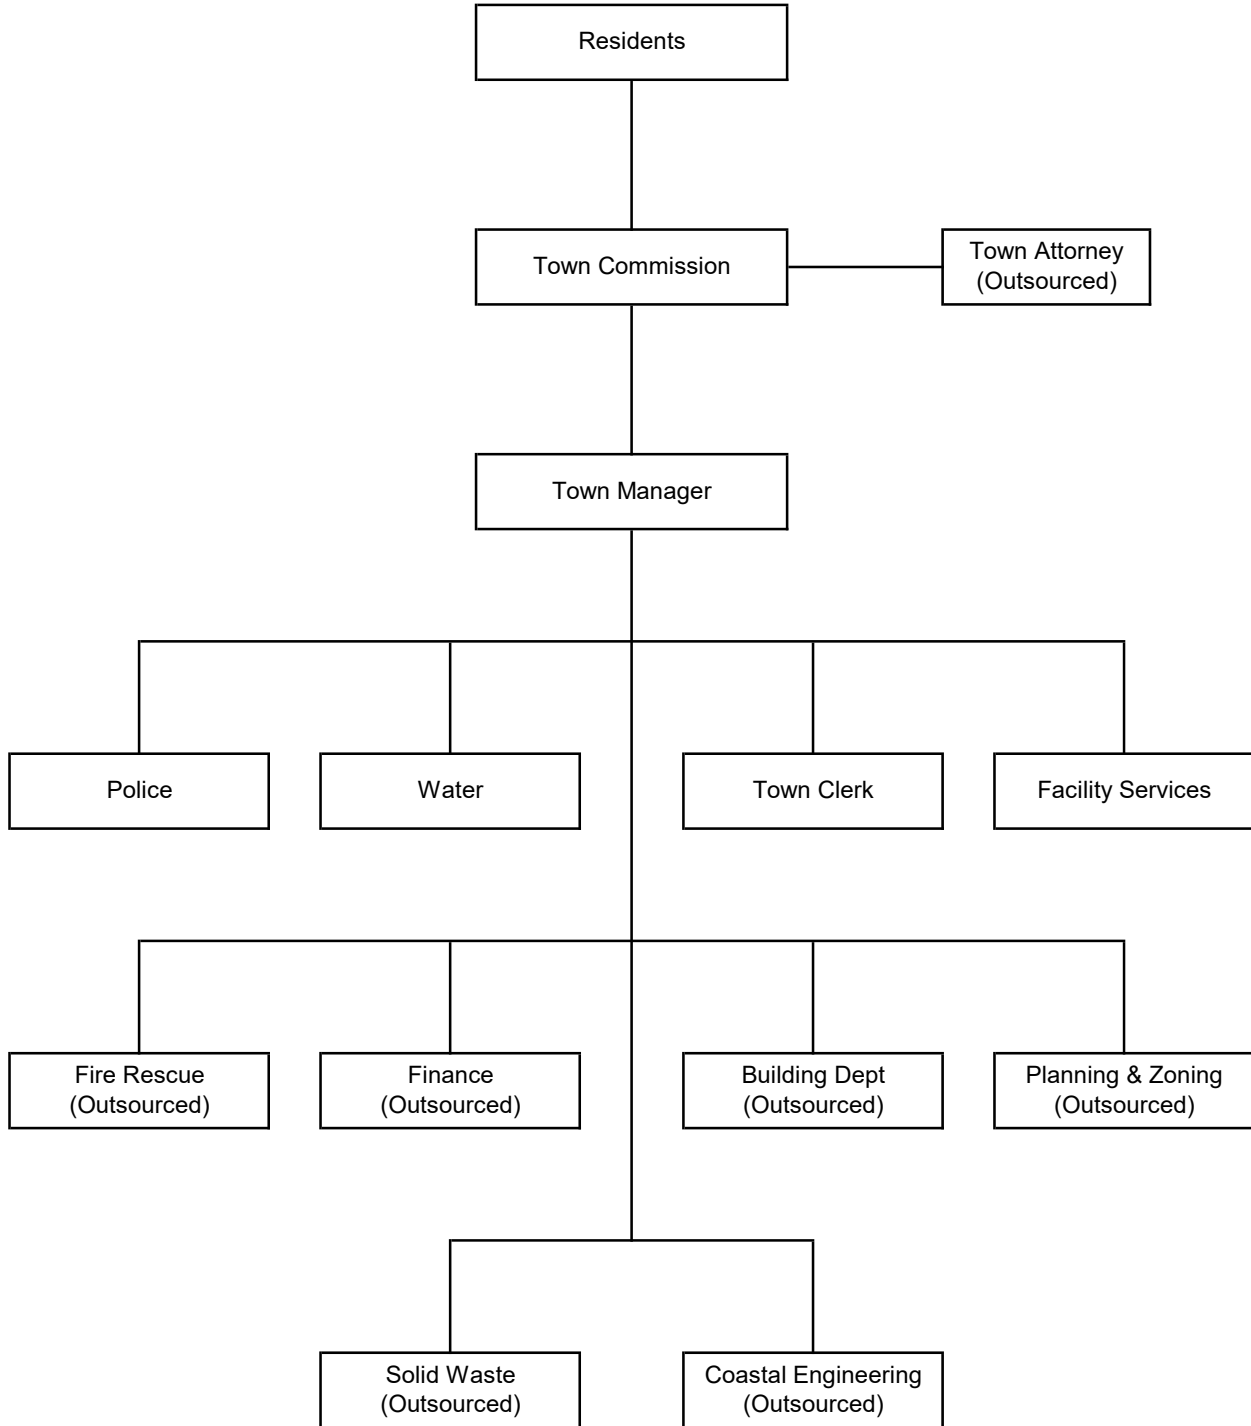 Residents
Town Commission
Town Attorney
(Outsourced)
Town Manager
Police
Water
Town Clerk
Facility Services
Fire Rescue
(Outsourced)
Finance
(Outsourced)
Building Dept
(Outsourced)
Planning & Zoning
(Outsourced)
Solid Waste
(Outsourced)
Coastal Engineering
(Outsourced)